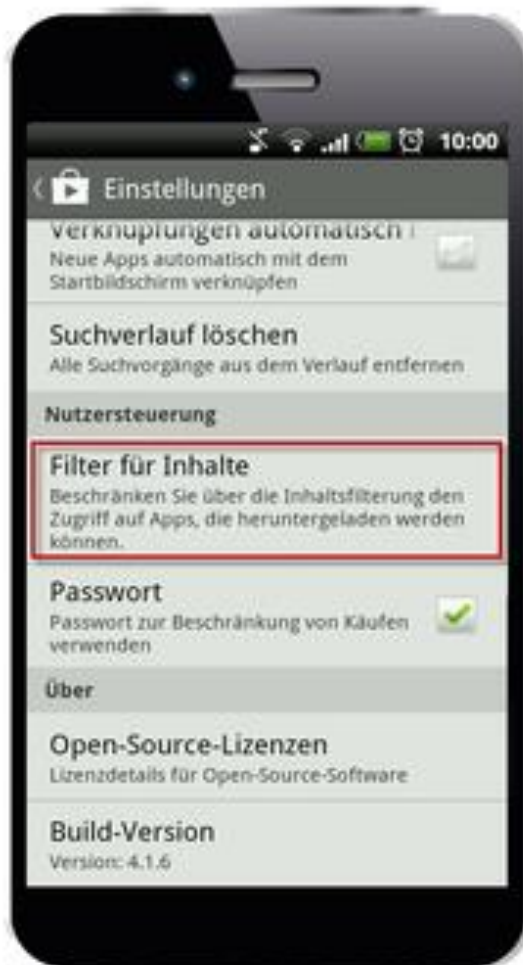 10:00
Einstellungen
Verknüpfungen automatisch
Neue Apps automatisch mit dem
Startbildschirm verknüpfen
Suchverlauf löschen
Alle Suchvorgänge aus dem Verlauf entfernen
Nutzersteuerung
Filter für Inhalte
Beschränken Sie über die Inhaltsfilterung den
Zugriff auf Apps, die heruntergeladen werden
können.
Passwort
Passwort zur Beschränkung von Käufen
verwenden
Über
Open-Source-Lizenzen
Lizenzdetails für Open-Source-Software
Build-Version
Version: 4.1.6